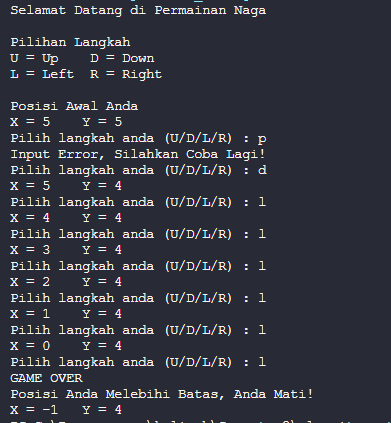 Selamat Datang di Permainan Naga
Pilihan Langkah
U = Up    D = Down
L = Left  R = Right
Posisi Awal Anda
X = 5    Y = 5
Pilih langkah anda (U/D/L/R) : p
Input Error, Silahkan Coba Lagi!
Pilih langkah anda (U/D/L/R) : d
X = 5    Y = 4
Pilih langkah anda (U/D/L/R) : l
X = 4    Y = 4
Pilih langkah anda (U/D/L/R) : l
X = 3    Y = 4
Pilih langkah anda (U/D/L/R) : l
X = 2    Y = 4
Pilih langkah anda (U/D/L/R) : l
X = 1    Y = 4
Pilih langkah anda (U/D/L/R) : l
X = 0    Y = 4
Pilih langkah anda (U/D/L/R) : l
GAME OVER
Posisi Anda Melebihi Batas, Anda Mati!
X = -1   Y = 4